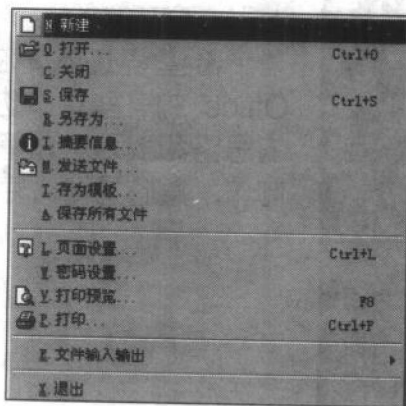 N. 新建
O. 打开... Ctrl+O
C. 关闭
S. 保存 Ctrl+S
R. 另存为...
I. 摘要信息...
M. 发送文件...
T. 存为模板...
A. 保存所有文件
L. 页面设置... Ctrl+L
密码设置...
V. 打印预览... F8
P. 打印... Ctrl+P
文件输入输出
X. 退出